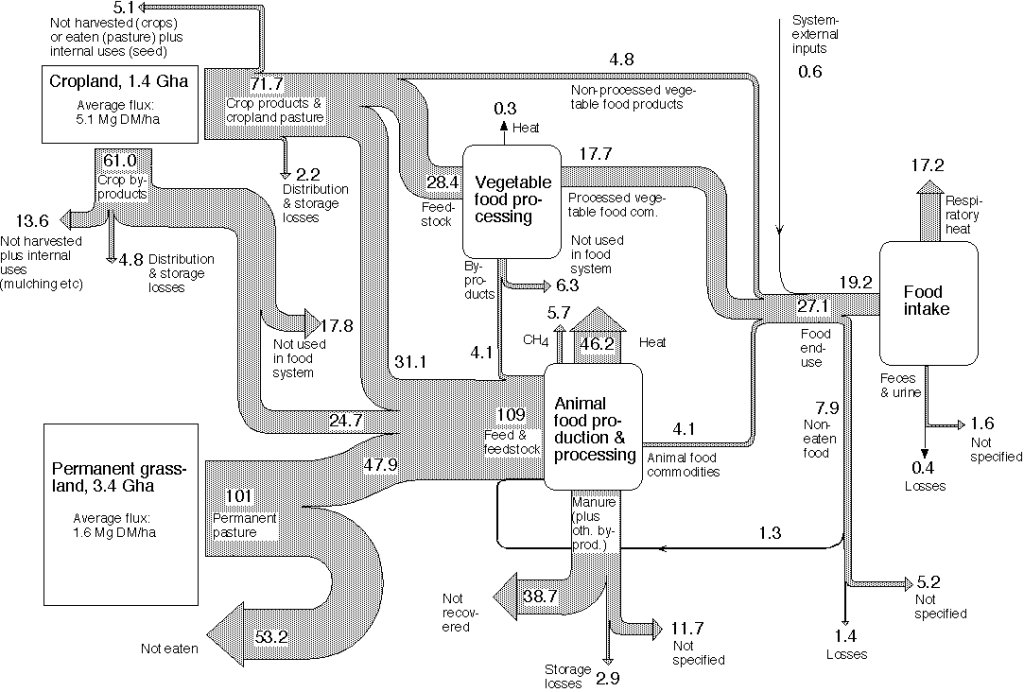 5.1
Not harvested (crops)
or eaten (pasture) plus
internal uses (seed)
Cropland, 1.4 Gha
Average flux:
5.1 Mg DM/ha
71.7
Crop products &
cropland pasture
4.8
Non-processed vege-
table food products
System-
external
inputs
0.6
61.0
Crop by-
products
2.2
Distribution
& storage
losses
13.6
Not harvested
plus internal
uses
(mulching etc)
4.8
Distribution
& storage
losses
17.8
Not used
in food
system
0.3
Heat
28.4
Feed-
stock
Vegetable
food pro-
cessing
17.7
Processed vege-
table food com.
By-
pro-
ducts
Not used
in food
system
6.3
17.2
Respi-
ratory
heat
19.2
27.1
Food
end-
use
Food
intake
Feces
& urine
1.6
Not
specified
0.4
Losses
4.1
5.7
CH4
46.2
Heat
31.1
24.7
109
Feed &
feedstock
Animal
food pro-
duction &
processing
4.1
Animal food
commodities
7.9
Non-
eaten
food
Permanent grass-
land, 3.4 Gha
Average flux:
1.6 Mg DM/ha
101
Permanent
pasture
47.9
Not eaten
53.2
Manure
(plus
oth. by-
prod.)
1.3
Not
recov-
ered
38.7
11.7
Not
specified
Storage
losses
2.9
5.2
Not
specified
1.4
Losses